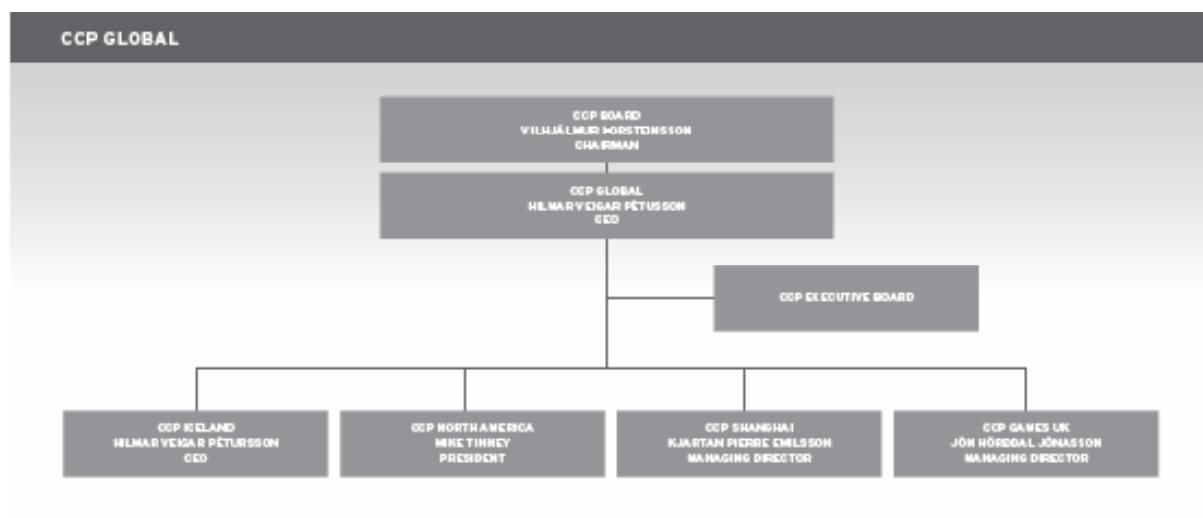 CCP GLOBAL
CCP BOARD
VILHJÁLMUR ÞORSTEINSSON
CHAIRMAN
CCP GLOBAL
HILMAR VEIGAR PÉTUSSON
CEO
CCP EXECUTIVE BOARD
CCP ICELAND
HILMAR VEIGAR PÉTURSSON
CEO
CCP NORTH AMERICA
MIKE TINNEY
PRESIDENT
CCP SHANGHAI
KJARTAN PIERRE EMILSSON
MANAGING DIRECTOR
CCP GAMES UK
JÓN HÖRÐDAL JÓNASSON
MANAGING DIRECTOR